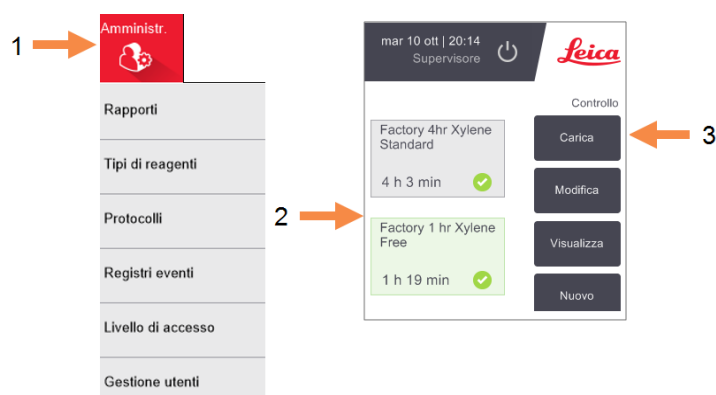 1
Amministr.
Rapporti
Tipi di reagenti
Protocolli
Registri eventi
Livello di accesso
Gestione utenti
2
mar 10 ott | 20:14
Supervisore
Leica
Controllo
Factory 4hr Xylene
Standard
4 h 3 min
Factory 1 hr Xylene
Free
1 h 19 min
Carica
Modifica
Visualizza
Nuovo
3